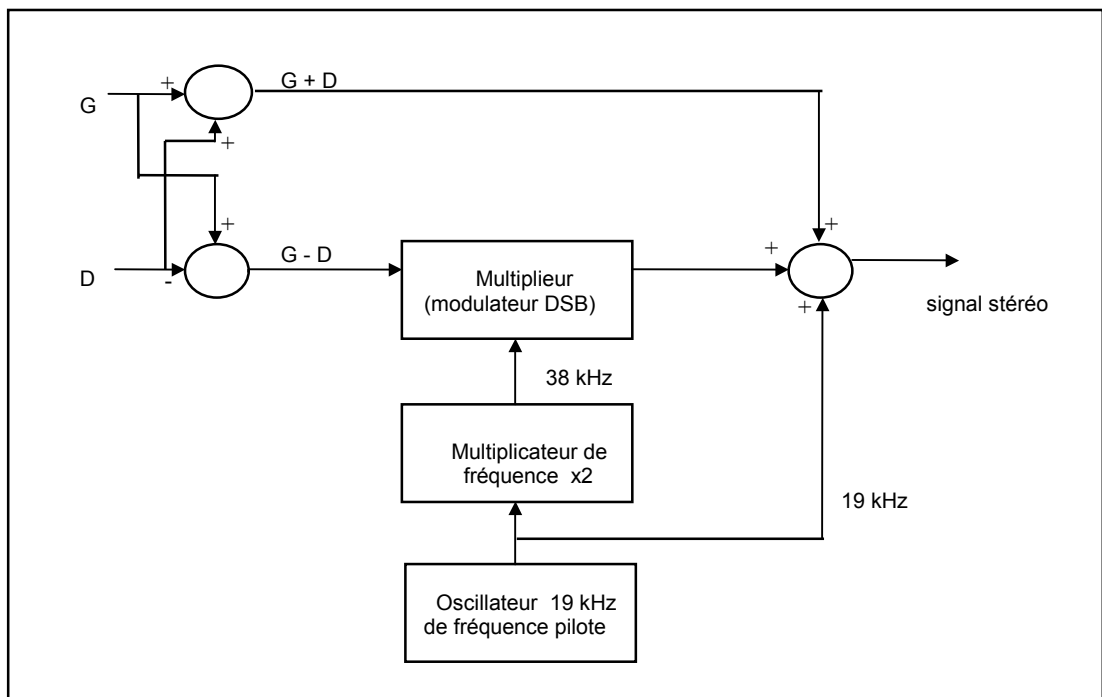 +
G + D
G
+
+
+
G - D
+
D
-
Multiplieur
(modulateur DSB)
+
signal stéréo
38 kHz
Multiplicateur de
fréquence x2
19 kHz
Oscillateur 19 kHz
de fréquence pilote